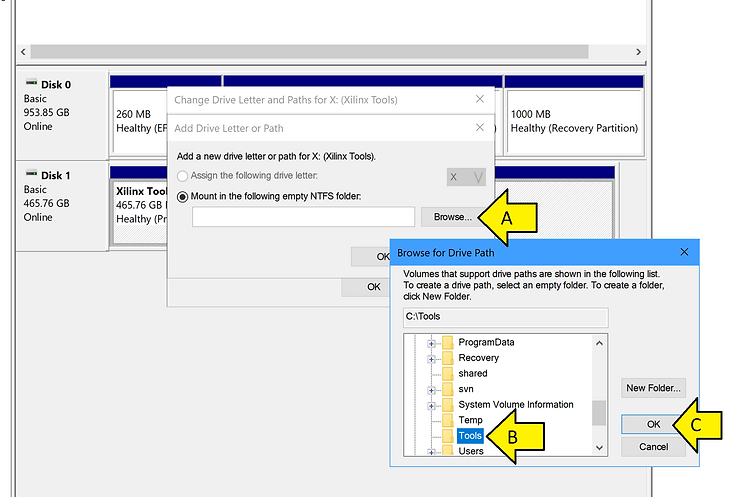 Disk 0
Basic
953.85 GB
Online
260 MB
Healthy (EF
1000 MB
Healthy (Recovery Partition)
Change Drive Letter and Paths for X: (Xilinx Tools)
Add Drive Letter or Path
Add a new drive letter or path for X: (Xilinx Tools).
Assign the following drive letter:
X
Mount in the following empty NTFS folder:
Browse...
A
OK
OK
Disk 1
Basic
465.76 GB
Online
Xilinx Tool
465.76 GB
Healthy (Pr
Browse for Drive Path
Volumes that support drive paths are shown in the following list.
To create a drive path, select an empty folder. To create a folder,
click New Folder.
C:\Tools
ProgramData
Recovery
shared
svn
System Volume Information
Temp
Tools
Users
B
New Folder...
OK
C
Cancel